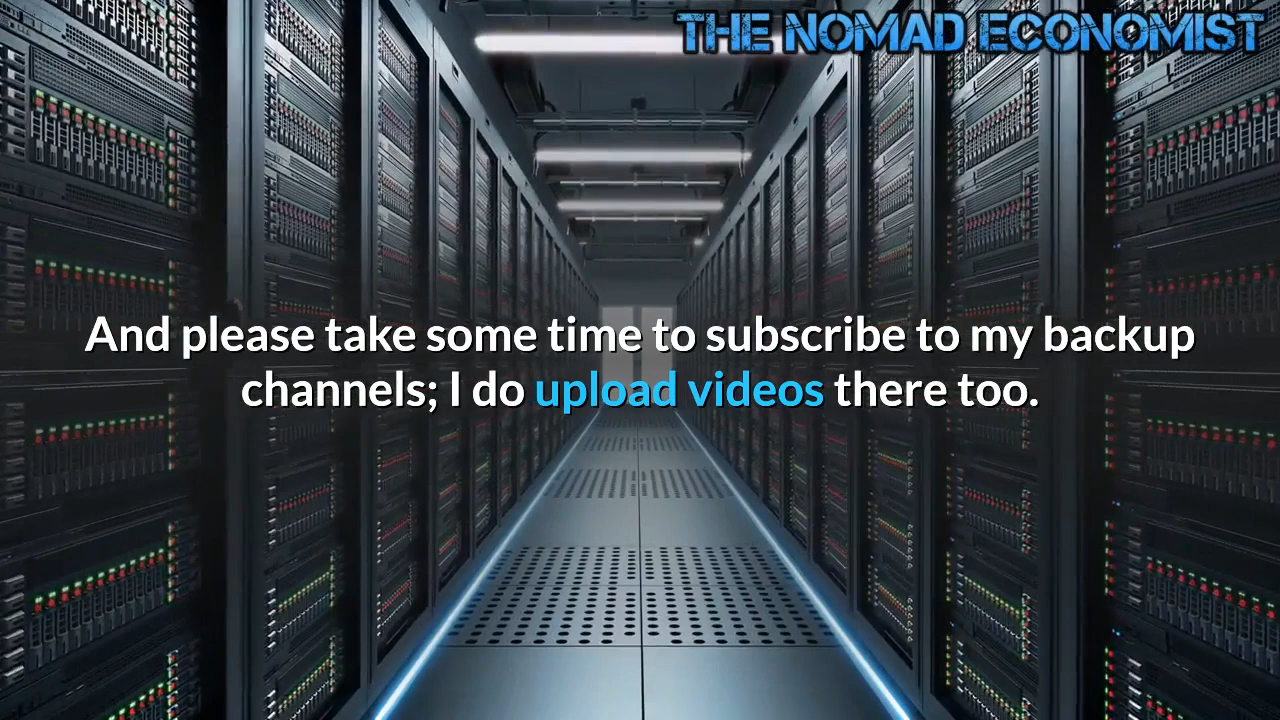 THE NOMAD ECONOMIST
And please take some time to subscribe to my backup
channels; I do upload videos there too.